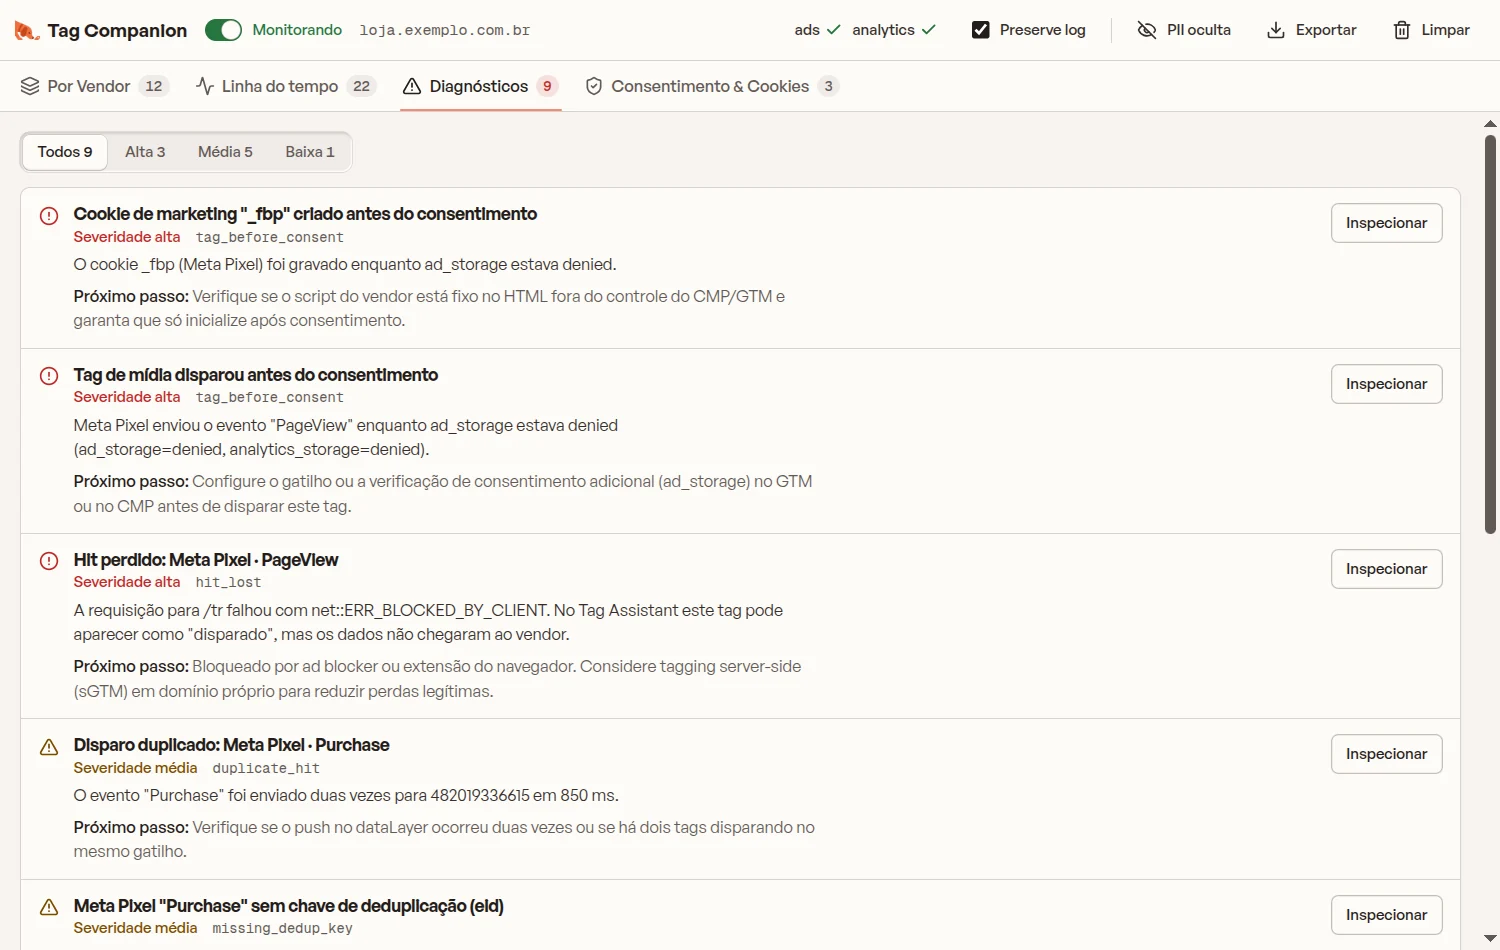 Tag Companion
Monitorando
loja.exemplo.com.br
ads
analytics
Preserve log
PII oculta
Exportar
Limpar
Por Vendor 12
Linha do tempo 22
Diagnósticos 9
Consentimento & Cookies 3
Todos 9
Alta 3
Média 5
Baixa 1
Cookie de marketing "_fbp" criado antes do consentimento
Severidade alta tag_before_consent
O cookie _fbp (Meta Pixel) foi gravado enquanto ad_storage estava denied.
Próximo passo: Verifique se o script do vendor está fixo no HTML fora do controle do CMP/GTM e
garanta que só inicialize após consentimento.
Inspecionar
Tag de mídia disparou antes do consentimento
Severidade alta tag_before_consent
Meta Pixel enviou o evento "PageView" enquanto ad_storage estava denied
(ad_storage=denied, analytics_storage=denied).
Próximo passo: Configure o gatilho ou a verificação de consentimento adicional (ad_storage) no GTM
ou no CMP antes de disparar este tag.
Inspecionar
Hit perdido: Meta Pixel · PageView
Severidade alta hit_lost
A requisição para /tr falhou com net::ERR_BLOCKED_BY_CLIENT. No Tag Assistant este tag pode
aparecer como "disparado", mas os dados não chegaram ao vendor.
Próximo passo: Bloqueado por ad blocker ou extensão do navegador. Considere tagging server-side
(sGTM) em domínio próprio para reduzir perdas legítimas.
Inspecionar
Disparo duplicado: Meta Pixel · Purchase
Severidade média duplicate_hit
O evento "Purchase" foi enviado duas vezes para 482019336615 em 850 ms.
Próximo passo: Verifique se o push no dataLayer ocorreu duas vezes ou se há dois tags disparando no
mesmo gatilho.
Inspecionar
Meta Pixel "Purchase" sem chave de deduplicação (eid)
Severidade média missing_dedup_key
Inspecionar